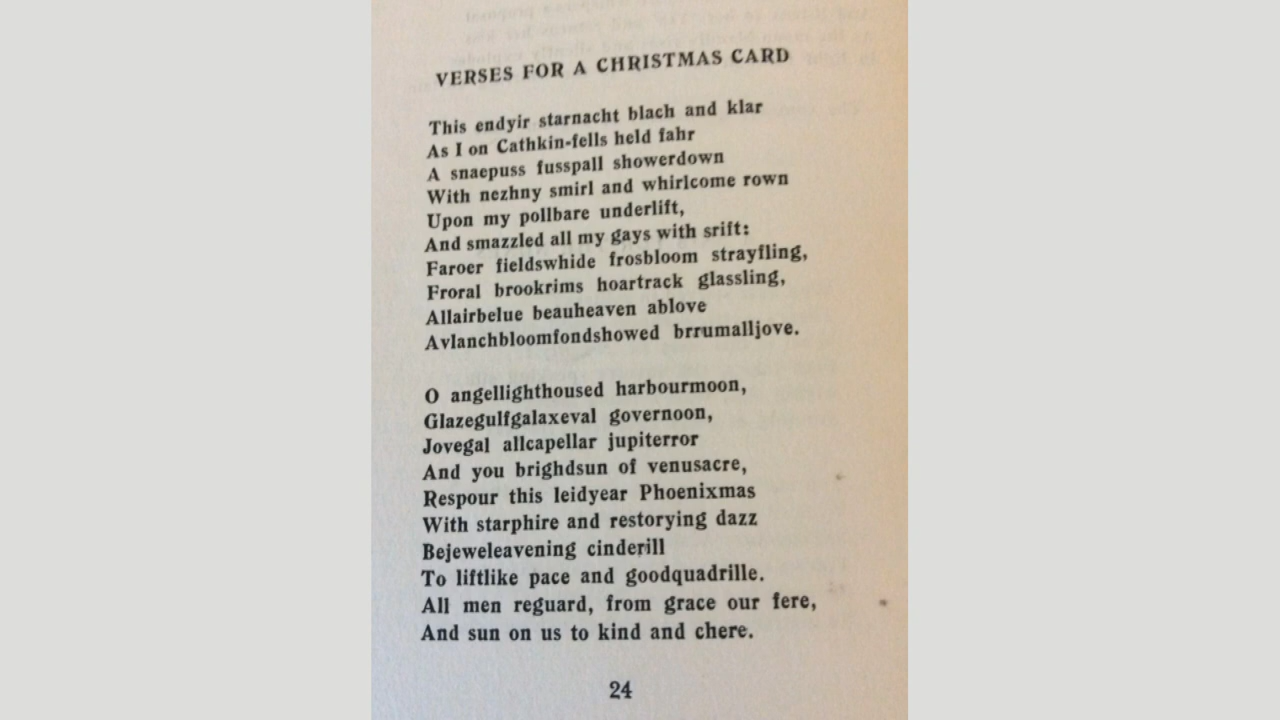 VERSES FOR A CHRISTMAS CARD
This endyir starnacht blach and klar
As I on Cathkin-fells held fahr
A snaepuss fusspall showerdown
With nezhny smirl and whirlcome rown
Upon my pollbare underlift,
And smazzled all my gays with srift:
Faroer fieldswhide frosbloom strayfling,
Froral brookrims hoartrack glassling,
Allairbelue beauheaven ablove
Avlanchbloomfondshowed brrumalljove.
O angellighthoused harbourmoon,
Glazegulfgalaxeval governoon,
Jovegal allcapellar jupiterror
And you brighdsun of venusacre,
Respour this leidyear Phoenixmas
With starphire and restorying dazz
Bejeweleavening cinderill
To liftlike pace and goodquadrille.
All men reguard, from grace our fere,
And sun on us to kind and chere.
24